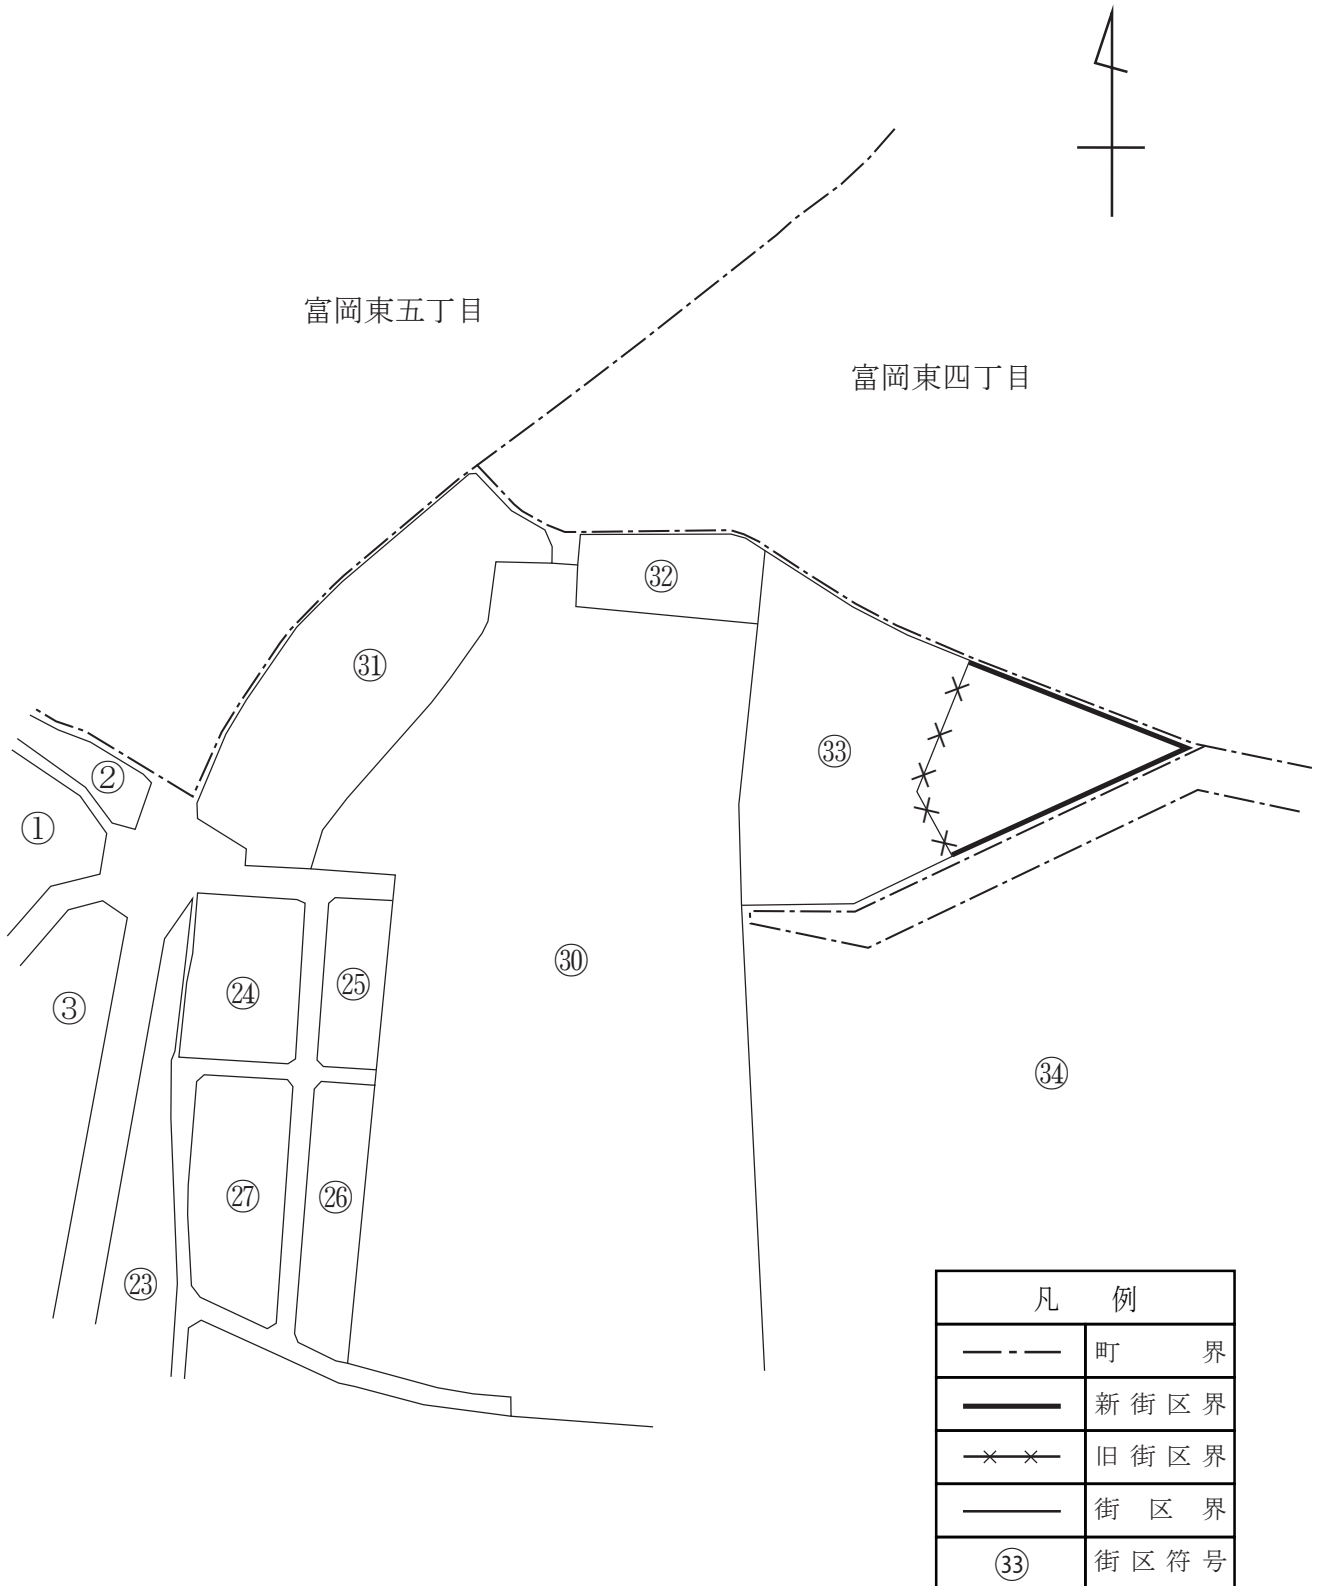 富岡東五丁目
富岡東四丁目
㉜
㉛
㉝
②
①
㉚
㉔
㉕
③
㉞
㉗
㉖
㉓
凡 例
町 界
新街区界
旧街区界
街 区 界
㉝ 街区符号